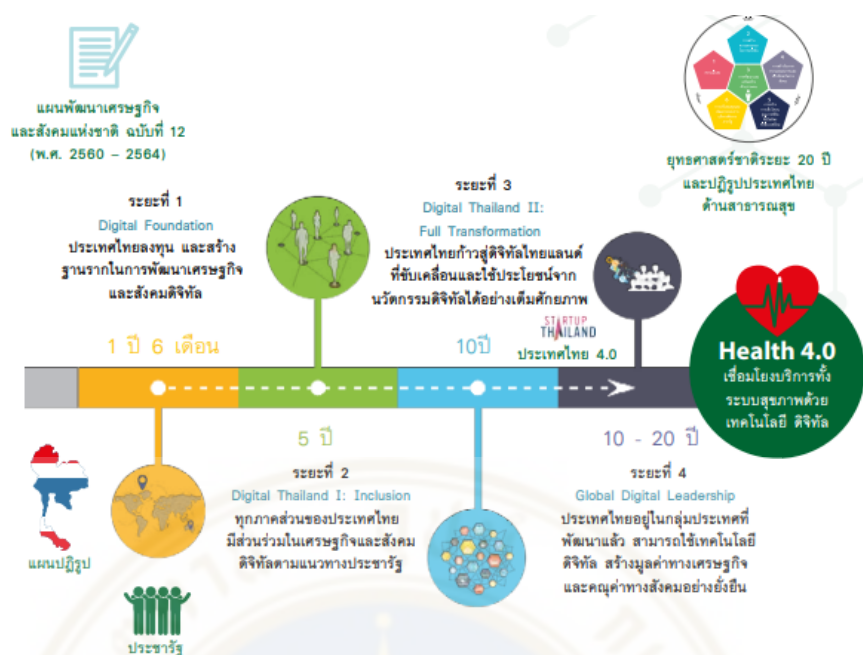 แผนพัฒนาเศรษฐกิจ
และสังคมแห่งชาติ ฉบับที่ 12
(พ.ศ. 2560 – 2564)
ยุทธศาสตร์ชาติระยะ 20 ปี
และปฏิรูปประเทศไทย
ด้านสาธารณสุข
ระยะที่ 1
Digital Foundation
ประเทศไทยลงทุน และสร้าง
ฐานรากในการพัฒนาเศรษฐกิจ
และสังคมดิจิทัล
ระยะที่ 3
Digital Thailand II:
Full Transformation
ประเทศไทยก้าวสู่ดิจิทัลไทยแลนด์
ที่ขับเคลื่อนและใช้ประโยชน์จาก
นวัตกรรมดิจิทัลได้อย่างเต็มศักยภาพ
STARTUP
THAILAND
1 ปี 6 เดือน
10ปี
ประเทศไทย 4.0
Health 4.0
เชื่อมโยงบริการทั้ง
ระบบสุขภาพด้วย
เทคโนโลยี ดิจิทัล
5 ปี
ระยะที่ 2
Digital Thailand I: Inclusion
ทุกภาคส่วนของประเทศไทย
มีส่วนร่วมในเศรษฐกิจและสังคม
ดิจิทัลตามแนวทางประชารัฐ
10 - 20 ปี
ระยะที่ 4
Global Digital Leadership
ประเทศไทยอยู่ในกลุ่มประเทศที่
พัฒนาแล้ว สามารถใช้เทคโนโลยี
ดิจิทัล สร้างมูลค่าทางเศรษฐกิจ
และคุณค่าทางสังคมอย่างยั่งยืน
แผนปฏิรูป
ประชารัฐ